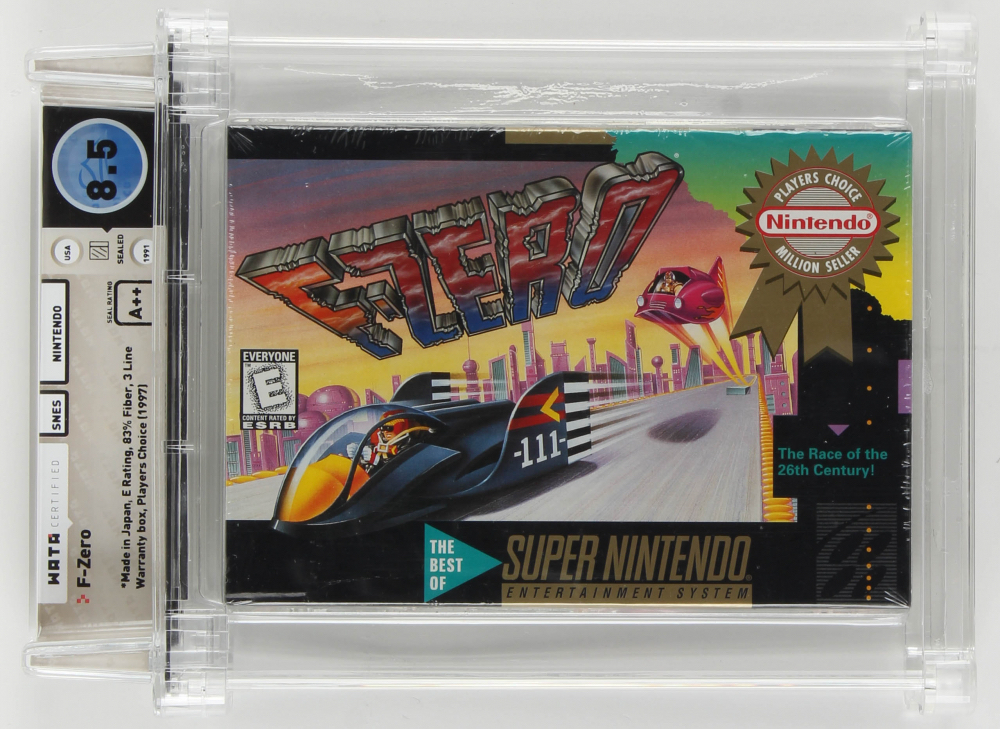 8.5
USA
SEALED
1991
NINTENDO
SEAL RATING
A++
SNES
WATA CERTIFIED
F-Zero
*Made in Japan, E Rating, 83% Fiber, 3 Line
Warranty box, Players Choice (1997)
F-ZERO
PLAYERS CHOICE
Nintendo®
MILLION SELLER
EVERYONE
E
CONTENT RATED BY
ESRB
-111-
The Race of the
26th Century!
THE
BEST
OF
SUPER NINTENDO
ENTERTAINMENT SYSTEM